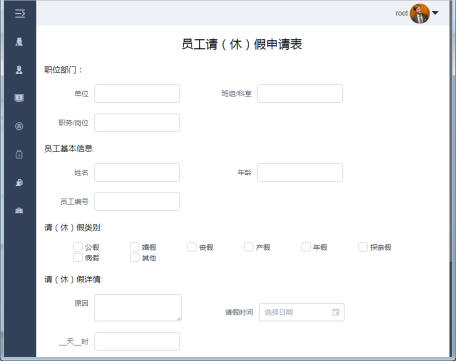 root
员工请（休）假申请表
职位部门：
单位 班组/科室
职务/岗位
员工基本信息:
姓名 年龄
员工编号
请（休）假类别:
公假 婚假 丧假 产假 年假 探亲假
病假 其他
请（休）假详情:
原因 请假时间 选择日期
__天__时